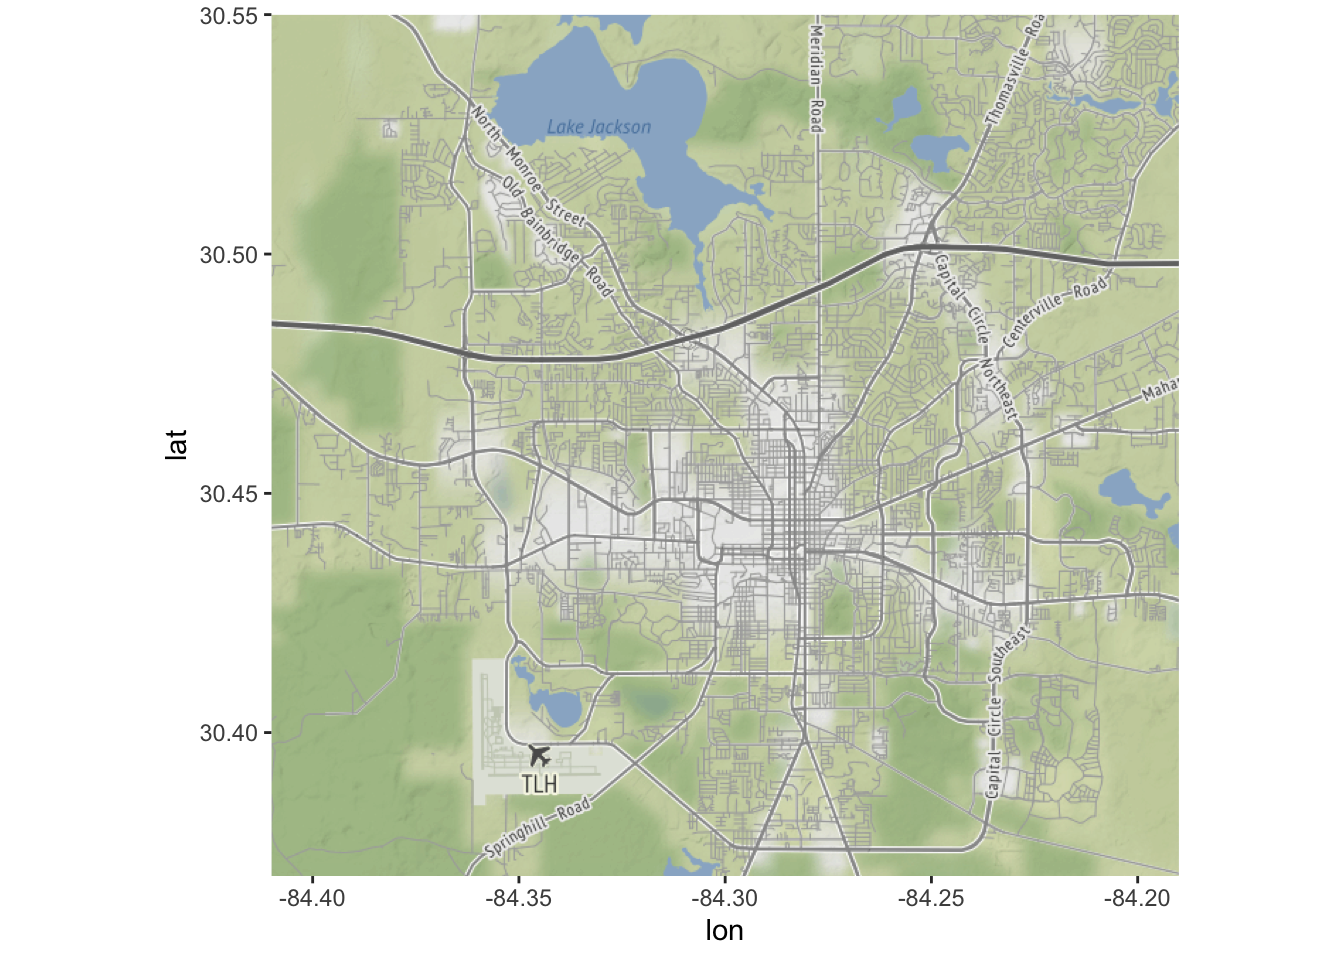 30.55
30.50
30.45
30.40
lat
-84.40
-84.35
-84.30
-84.25
-84.20
lon
Lake Jackson
Meridian Road
Thomasville Roa
North Monroe Street
Old Bainbridge Road
Capital Circle Northeast
Centerville Road
Mahan
Capital Circle Southeast
TLH
Springhill Road